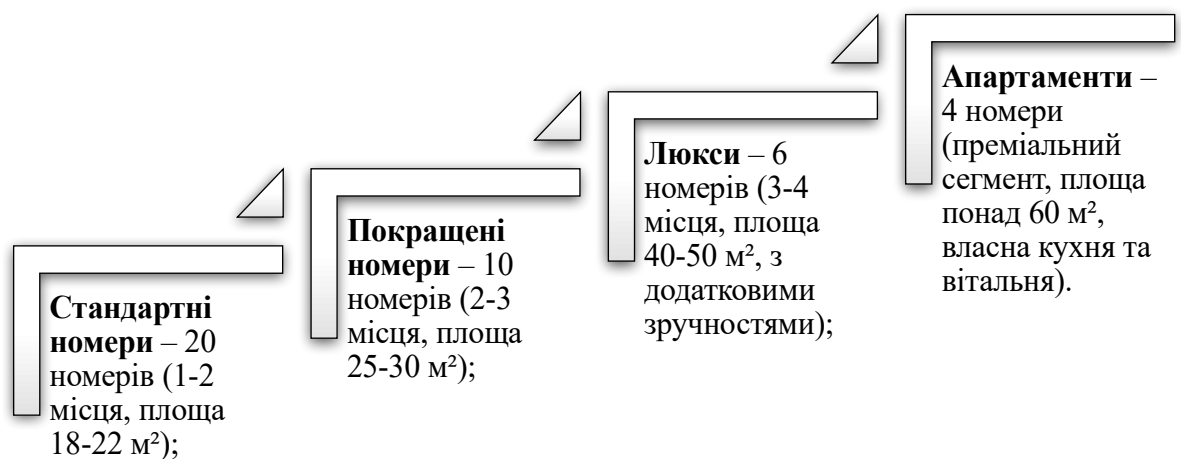 Стандартні
номери – 20
номерів (1-2
місця, площа
18-22 м²);
Покращені
номери – 10
номерів (2-3
місця, площа
25-30 м²);
Люкси – 6
номерів (3-4
місця, площа
40-50 м², з
додатковими
зручностями);
Апартаменти –
4 номери
(преміальний
сегмент, площа
понад 60 м²,
власна кухня та
вітальня).